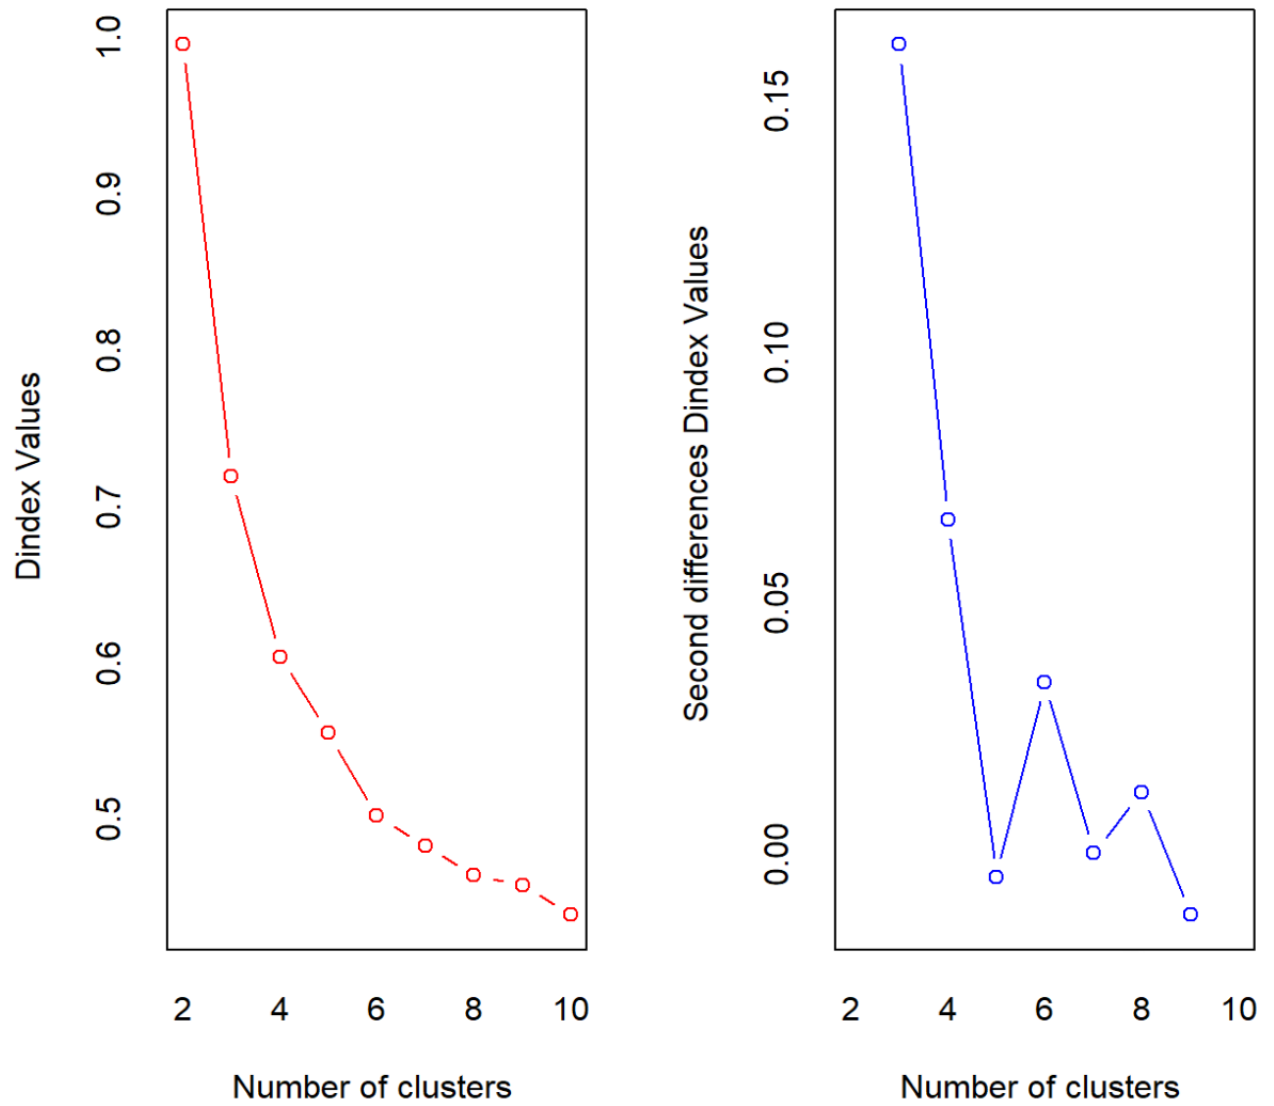 Dindex Values
1.0
0.9
0.8
0.7
0.6
0.5
2 4 6 8 10
Number of clusters
Second differences Dindex Values
0.15
0.10
0.05
0.00
2 4 6 8 10
Number of clusters